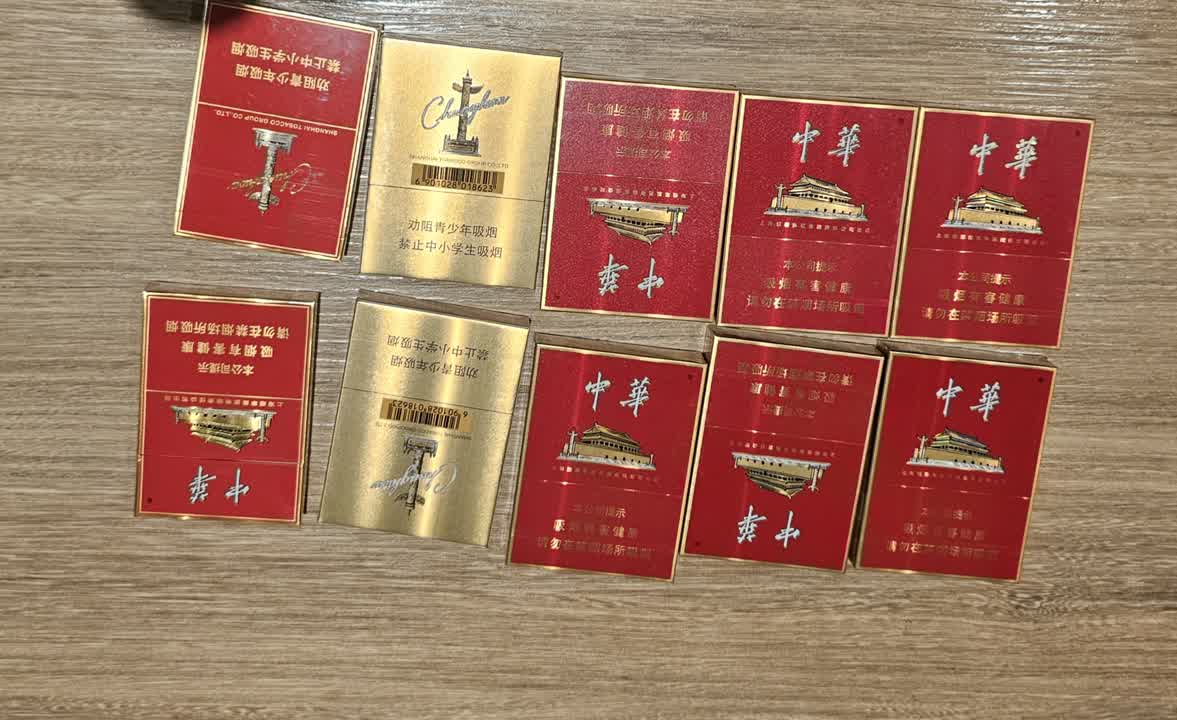 Chunghwa
SHANGHAI TOBACCO GROUP CO.,LTD.
劝阻青少年吸烟
禁止中小学生吸烟
Chunghwa
SHANGHAI TOBACCO GROUP CO.,LTD
6 901028 018623
劝阻青少年吸烟
禁止中小学生吸烟
中華
本公司提示
吸烟有害健康
请勿在禁烟场所吸烟
中華
本公司提示
吸烟有害健康
请勿在禁烟场所吸烟
中華
本公司提示
吸烟有害健康
请勿在禁烟场所吸烟
中華
本公司提示
吸烟有害健康
请勿在禁烟场所吸烟
Chunghwa
SHANGHAI TOBACCO GROUP CO.,LTD
6 901028 018623
劝阻青少年吸烟
禁止中小学生吸烟
中華
本公司提示
吸烟有害健康
请勿在禁烟场所吸烟
中華
本公司提示
吸烟有害健康
请勿在禁烟场所吸烟
中華
本公司提示
吸烟有害健康
请勿在禁烟场所吸烟